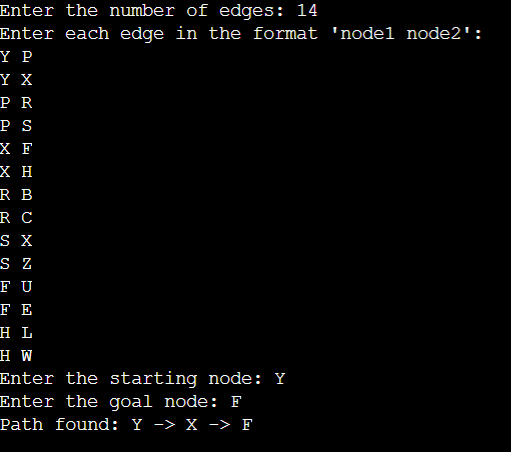 Enter the number of edges: 14
Enter each edge in the format 'node1 node2':
Y P
Y X
P R
P S
X F
X H
R B
R C
S X
S Z
F U
F E
H L
H W
Enter the starting node: Y
Enter the goal node: F
Path found: Y -> X -> F